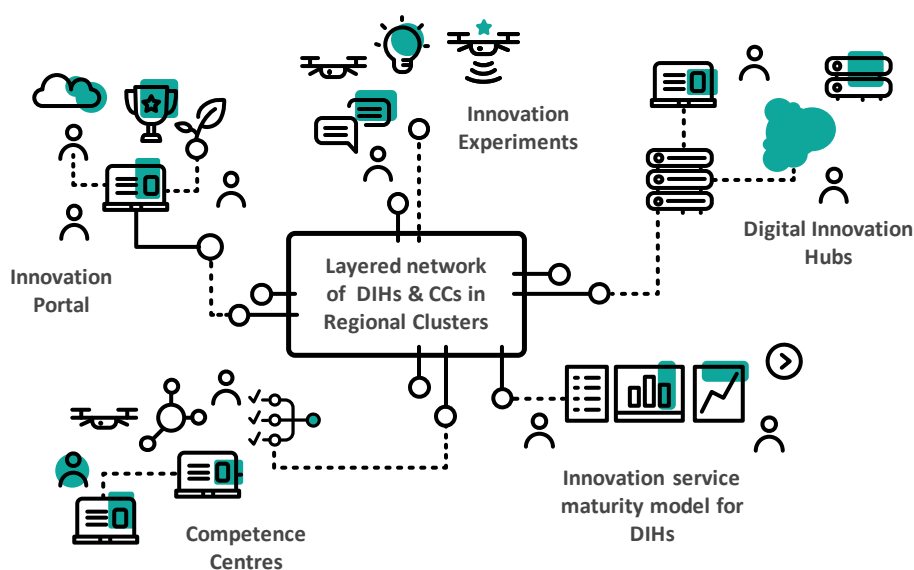 Innovation
Experiments
Digital Innovation
Hubs
Innovation
Portal
Layered network
of DIHs & CCs in
Regional Clusters
Competence
Centres
Innovation service
maturity model for
DIHs